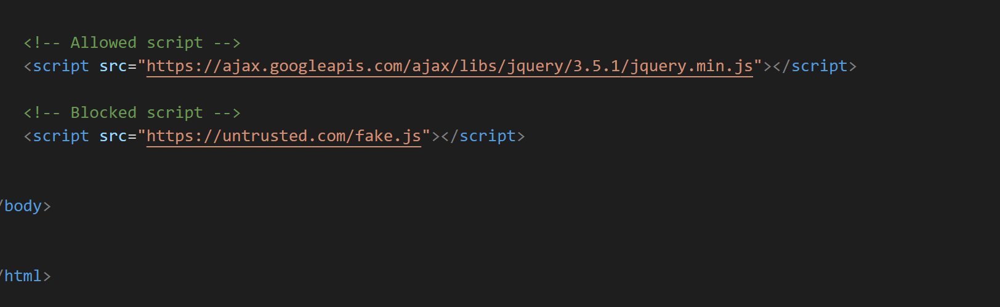 <!-- Allowed script -->
<script src="https://ajax.googleapis.com/ajax/libs/jquery/3.5.1/jquery.min.js"></script>
<!-- Blocked script -->
<script src="https://untrusted.com/fake.js"></script>
/body>
/html>